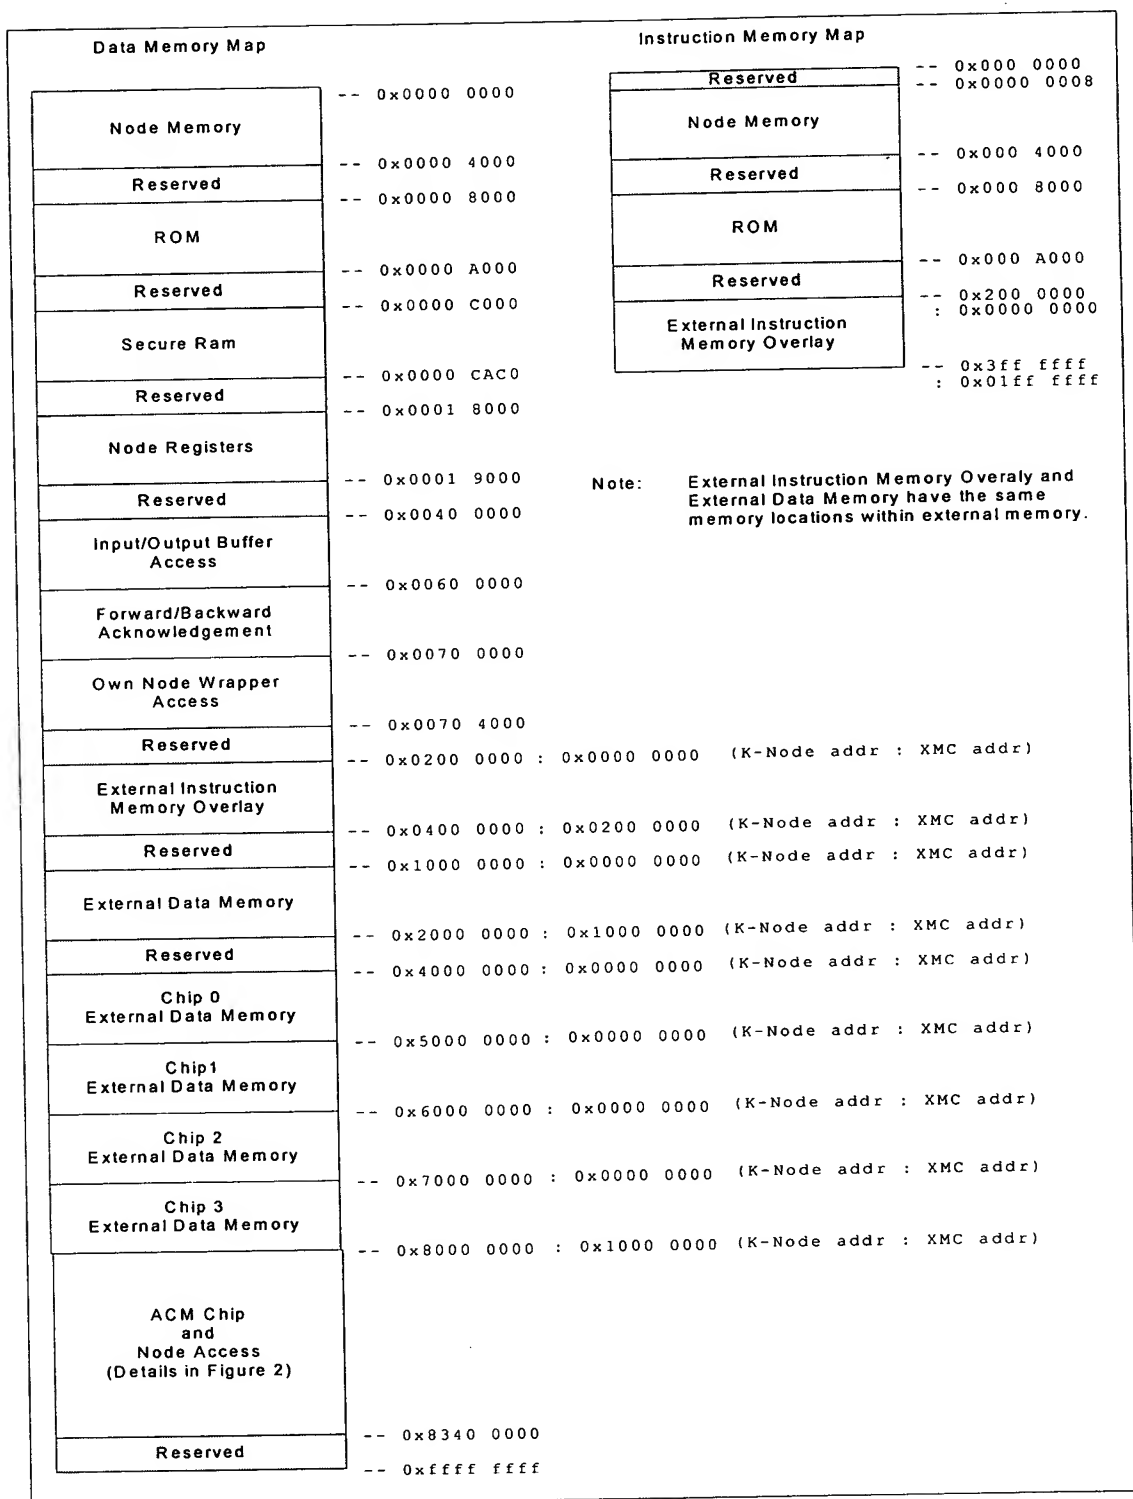 Data Memory Map
-- 0x0000 0000
Node Memory
-- 0x0000 4000
Reserved
-- 0x0000 8000
ROM
-- 0x0000 A000
Reserved
-- 0x0000 C000
Secure Ram
-- 0x0000 CAC0
Reserved
-- 0x0001 8000
Node Registers
-- 0x0001 9000
Reserved
-- 0x0040 0000
Input/Output Buffer
Access
-- 0x0060 0000
Forward/Backward
Acknowledgement
-- 0x0070 0000
Own Node Wrapper
Access
-- 0x0070 4000
Reserved
-- 0x0200 0000 : 0x0000 0000 (K-Node addr : XMC addr)
External Instruction
Memory Overlay
-- 0x0400 0000 : 0x0200 0000 (K-Node addr : XMC addr)
Reserved
-- 0x1000 0000 : 0x0000 0000 (K-Node addr : XMC addr)
External Data Memory
-- 0x2000 0000 : 0x1000 0000 (K-Node addr : XMC addr)
Reserved
-- 0x4000 0000 : 0x0000 0000 (K-Node addr : XMC addr)
Chip 0
External Data Memory
-- 0x5000 0000 : 0x0000 0000 (K-Node addr : XMC addr)
Chip1
External Data Memory
-- 0x6000 0000 : 0x0000 0000 (K-Node addr : XMC addr)
Chip 2
External Data Memory
-- 0x7000 0000 : 0x0000 0000 (K-Node addr : XMC addr)
Chip 3
External Data Memory
-- 0x8000 0000 : 0x1000 0000 (K-Node addr : XMC addr)
ACM Chip
and
Node Access
(Details in Figure 2)
-- 0x8340 0000
Reserved
-- 0xffff ffff
Instruction Memory Map
-- 0x000 0000
Reserved
-- 0x0000 0008
Node Memory
-- 0x000 4000
Reserved
-- 0x000 8000
ROM
-- 0x000 A000
Reserved
-- 0x200 0000
: 0x0000 0000
External Instruction
Memory Overlay
-- 0x3ff ffff
: 0x01ff ffff
Note: External Instruction Memory Overaly and
External Data Memory have the same
memory locations within external memory.